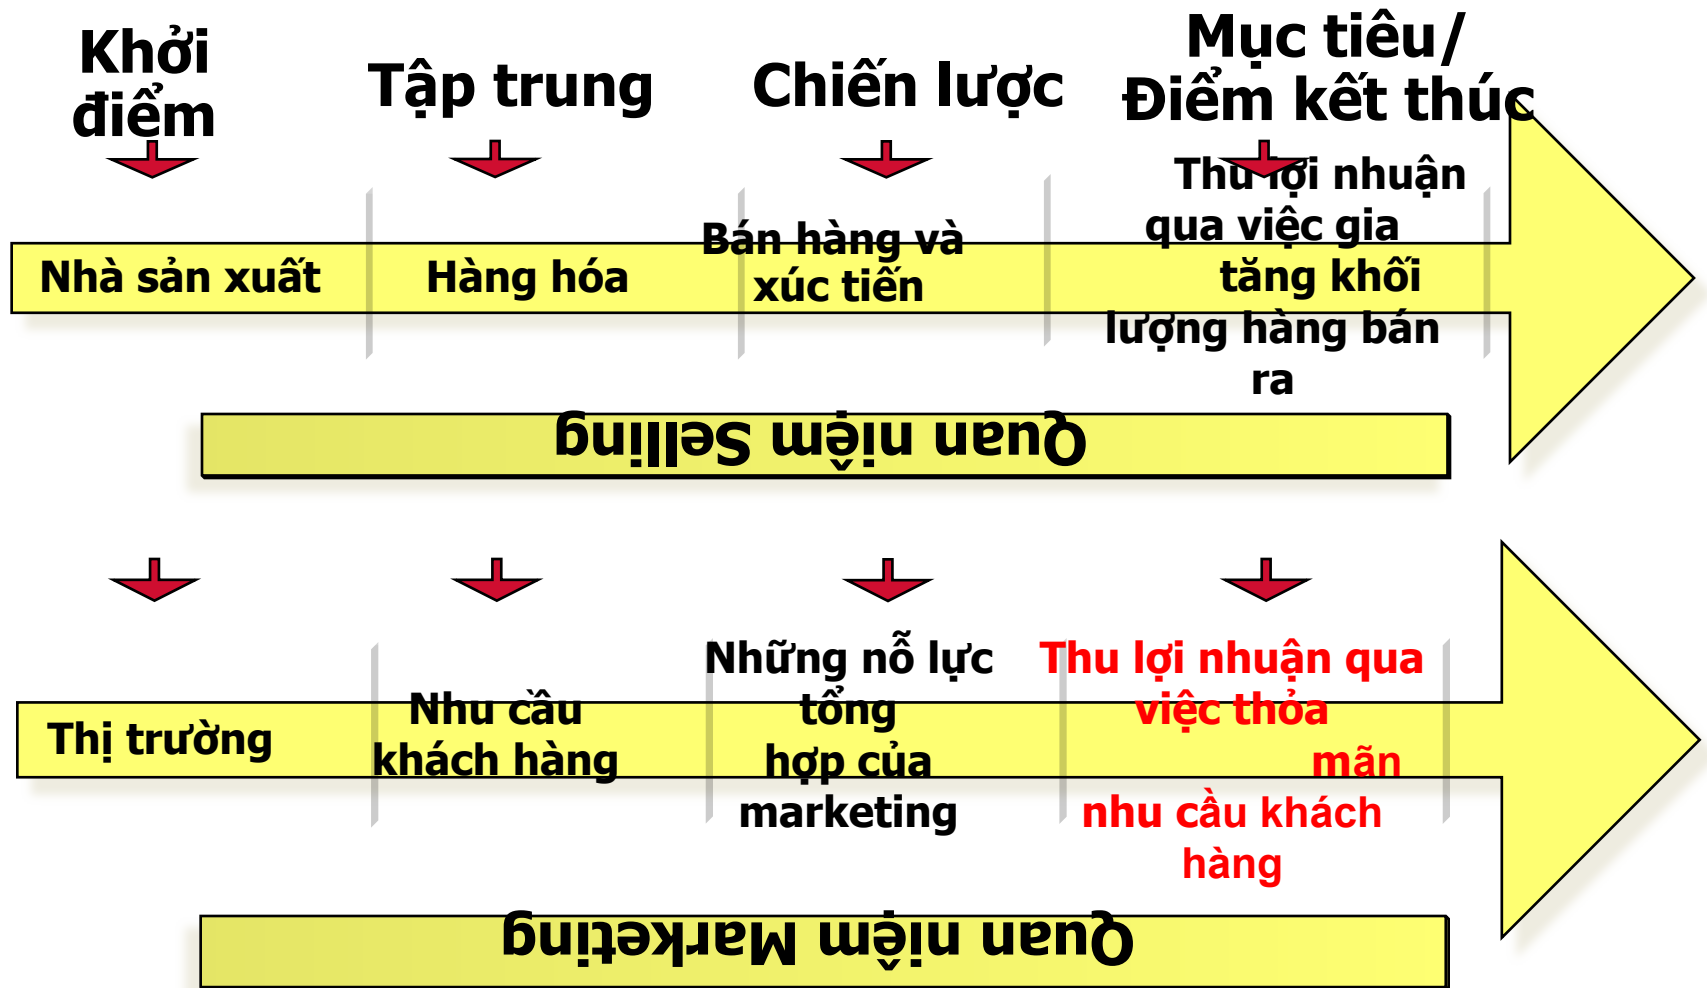 Khởi
điểm
Tập trung
Chiến lược
Mục tiêu/
Điểm kết thúc
Nhà sản xuất
Hàng hóa
Bán hàng và
xúc tiến
Thu lợi nhuận
qua việc gia
tăng khối
lượng hàng bán
ra
Quan niệm Selling
Thị trường
Nhu cầu
khách hàng
Những nỗ lực
tổng
hợp của
marketing
Thu lợi nhuận qua
việc thỏa
mãn
nhu cầu khách
hàng
Quan niệm Marketing